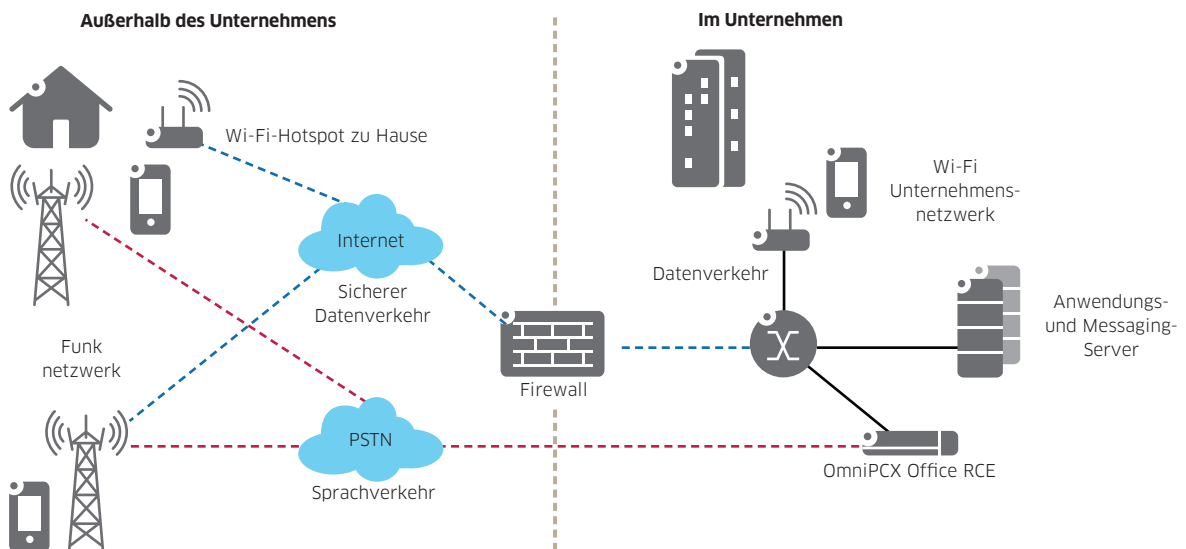 Außerhalb des Unternehmens
Im Unternehmen
Wi-Fi-Hotspot zu Hause
Wi-Fi
Unternehmens-
netzwerk
Internet
Datenverkehr
Sicherer
Datenverkehr
Anwendungs-
und Messaging-
Server
Funk
netzwerk
Firewall
PSTN
Sprachverkehr
OmniPCX Office RCE